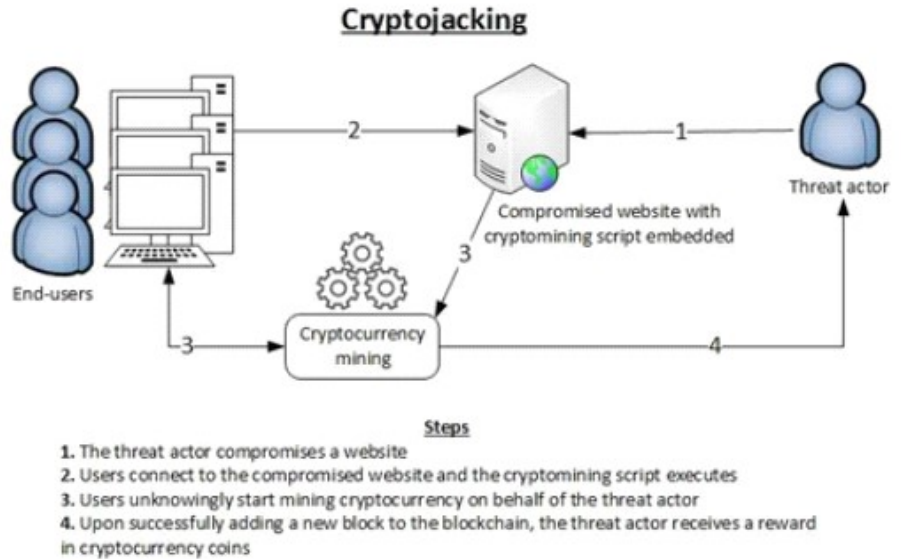 Cryptojacking
2
1
Threat actor
Compromised website with
cryptomining script embedded
3
End-users
Cryptocurrency
mining
3
4
Steps
1. The threat actor compromises a website
2. Users connect to the compromised website and the cryptomining script executes
3. Users unknowingly start mining cryptocurrency on behalf of the threat actor
4. Upon successfully adding a new block to the blockchain, the threat actor receives a reward
in cryptocurrency coins